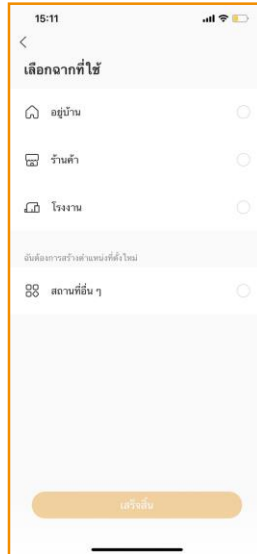 15:11
เลือกฉากที่ใช้
อยู่บ้าน
ร้านค้า
โรงงาน
ฉันต้องการสร้างตำแหน่งที่ตั้งใหม่
สถานที่อื่น ๆ
เสร็จสิ้น